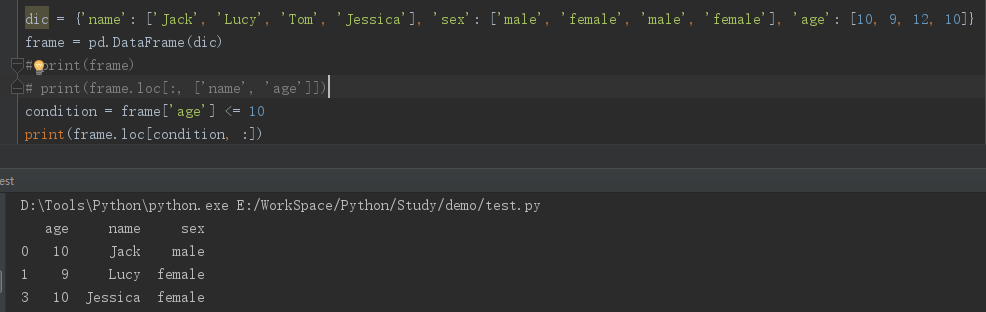 dic = {'name': ['Jack', 'Lucy', 'Tom', 'Jessica'], 'sex': ['male', 'female', 'male', 'female'], 'age': [10, 9, 12, 10]}
frame = pd.DataFrame(dic)
# print(frame)
# print(frame.loc[:, ['name', 'age']])
condition = frame['age'] <= 10
print(frame.loc[condition, :])
est
D:\Tools\Python\python.exe E:/WorkSpace/Python/Study/demo/test.py
age name sex
0 10 Jack male
1 9 Lucy female
3 10 Jessica female